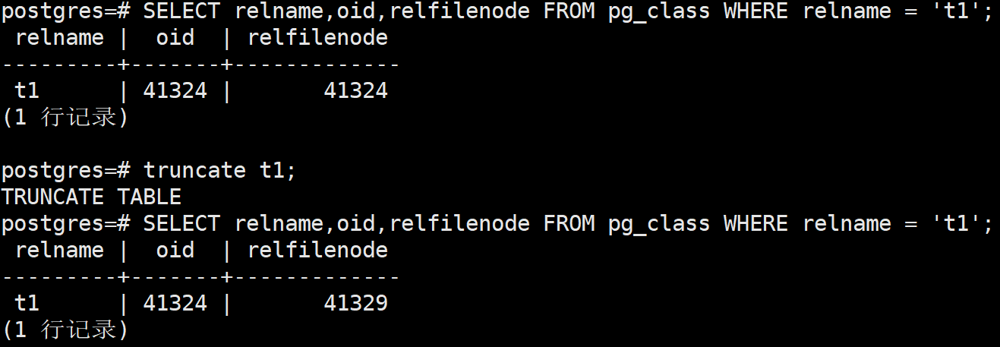 postgres=# SELECT relname,oid,relfilenode FROM pg_class WHERE relname = 't1';
 relname |  oid  | relfilenode
---------+-------+-------------
 t1      | 41324 |       41324
(1 行记录)

postgres=# truncate t1;
TRUNCATE TABLE
postgres=# SELECT relname,oid,relfilenode FROM pg_class WHERE relname = 't1';
 relname |  oid  | relfilenode
---------+-------+-------------
 t1      | 41324 |       41329
(1 行记录)